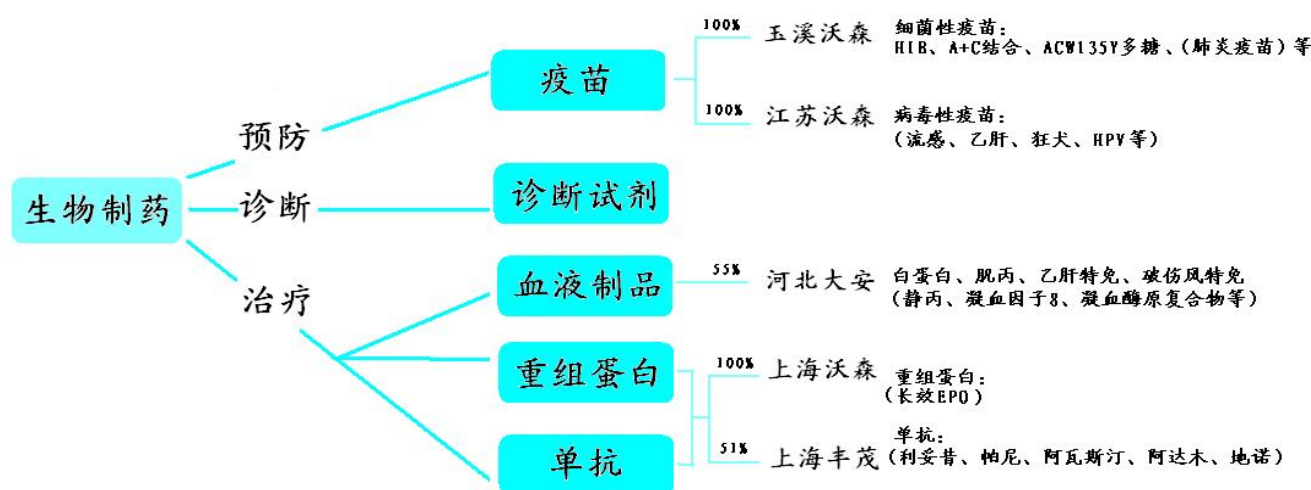 生物制药
预防
诊断
治疗
疫苗
诊断试剂
血液制品
重组蛋白
单抗
100% 玉溪沃森 细菌性疫苗：
HIB、A+C结合、ACW135Y多糖、(肺炎疫苗)等
100% 江苏沃森 病毒性疫苗：
(流感、乙肝、狂犬、HPV等)
55% 河北大安 白蛋白、肌丙、乙肝特免、破伤风特免
(静丙、凝血因子8、凝血酶原复合物等)
100% 上海沃森 重组蛋白：
(长效EPO)
51% 上海丰茂 单抗：
(利妥昔、帕尼、阿瓦斯汀、阿达木、地诺)